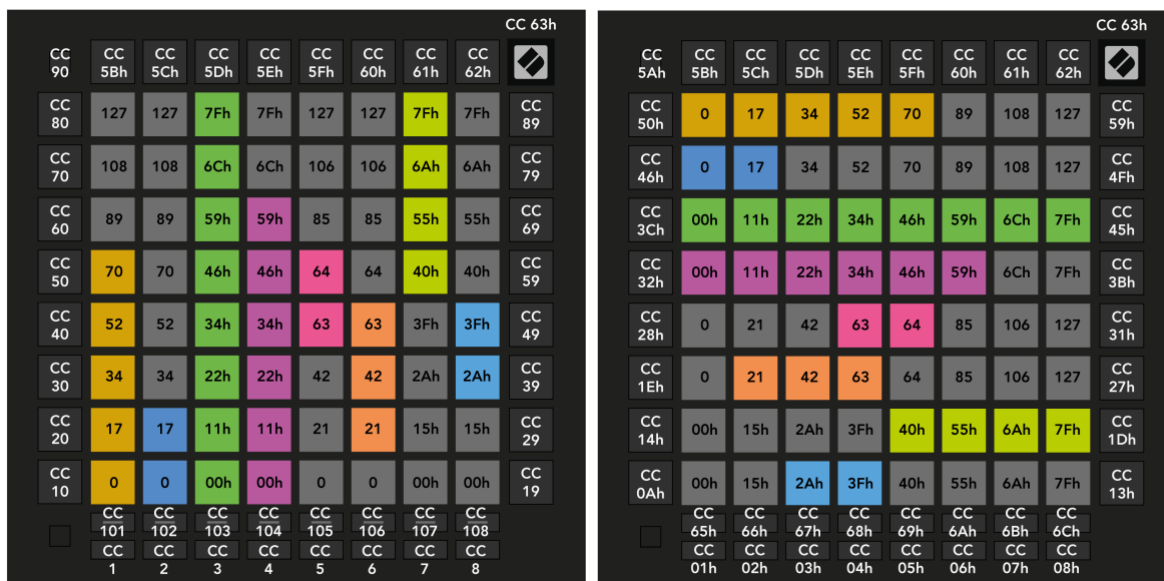 CC 63h
CC 90 CC 5Bh CC 5Ch CC 5Dh CC 5Eh CC 5Fh CC 60h CC 61h CC 62h
CC 80 127 127 7Fh 7Fh 127 127 7Fh 7Fh CC 89
CC 70 108 108 6Ch 6Ch 106 106 6Ah 6Ah CC 79
CC 60 89 89 59h 59h 85 85 55h 55h CC 69
CC 50 70 70 46h 46h 64 64 40h 40h CC 59
CC 40 52 52 34h 34h 63 63 3Fh 3Fh CC 49
CC 30 34 34 22h 22h 42 42 2Ah 2Ah CC 39
CC 20 17 17 11h 11h 21 21 15h 15h CC 29
CC 10 0 0 00h 00h 0 0 00h 00h CC 19
CC 101 CC 102 CC 103 CC 104 CC 105 CC 106 CC 107 CC 108
CC 1 CC 2 CC 3 CC 4 CC 5 CC 6 CC 7 CC 8
CC 63h
CC 5Ah CC 5Bh CC 5Ch CC 5Dh CC 5Eh CC 5Fh CC 60h CC 61h CC 62h
CC 50h 0 17 34 52 70 89 108 127 CC 59h
CC 46h 0 17 34 52 70 89 108 127 CC 4Fh
CC 3Ch 00h 11h 22h 34h 46h 59h 6Ch 7Fh CC 45h
CC 32h 00h 11h 22h 34h 46h 59h 6Ch 7Fh CC 3Bh
CC 28h 0 21 42 63 64 85 106 127 CC 31h
CC 1Eh 0 21 42 63 64 85 106 127 CC 27h
CC 14h 00h 15h 2Ah 3Fh 40h 55h 6Ah 7Fh CC 1Dh
CC 0Ah 00h 15h 2Ah 3Fh 40h 55h 6Ah 7Fh CC 13h
CC 65h CC 66h CC 67h CC 68h CC 69h CC 6Ah CC 6Bh CC 6Ch
CC 01h CC 02h CC 03h CC 04h CC 05h CC 06h CC 07h CC 08h